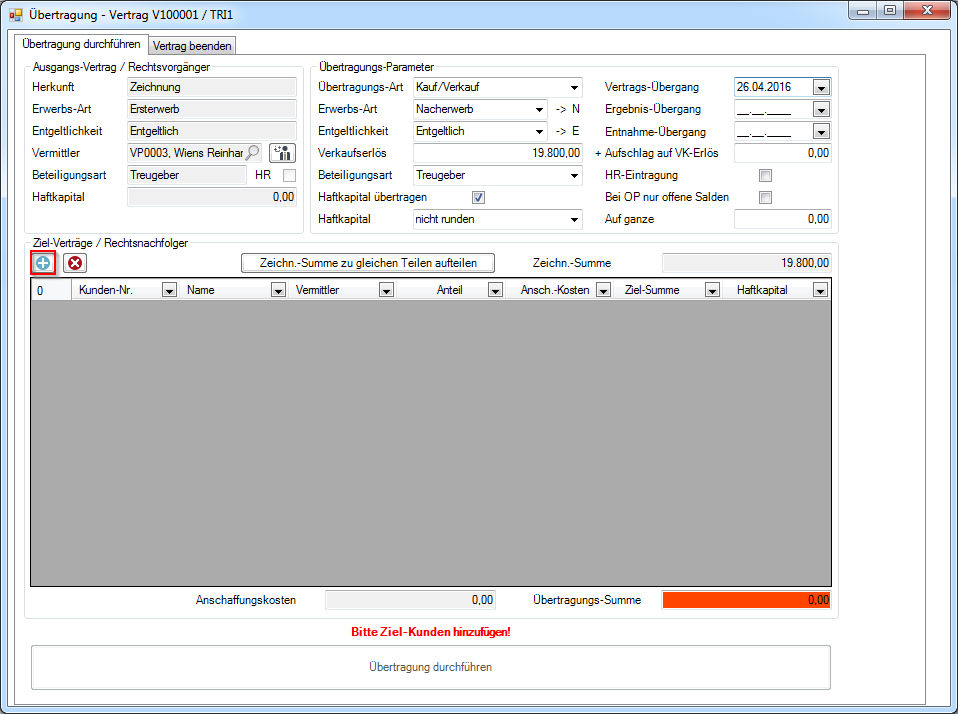 Übertragung - Vertrag V100001 / TRI1
Übertragung durchführen Vertrag beenden
Ausgangs-Vertrag / Rechtsvorgänger
Herkunft Zeichnung
Erwerbs-Art Ersterwerb
Entgeltlichkeit Entgeltlich
Vermittler VP0003, Wiens Reinhar
Beteiligungsart Treugeber HR
Haftkapital 0,00
Übertragungs-Parameter
Übertragungs-Art Kauf/Verkauf Vertrags-Übergang 26.04.2016
Erwerbs-Art Nacherwerb -> N Ergebnis-Übergang __.__.____
Entgeltlichkeit Entgeltlich -> E Entnahme-Übergang __.__.____
Verkaufserlös 19.800,00 + Aufschlag auf VK-Erlös 0,00
Beteiligungsart Treugeber HR-Eintragung
Haftkapital übertragen Bei OP nur offene Salden
Haftkapital nicht runden Auf ganze 0,00
Ziel-Verträge / Rechtsnachfolger
Zeichn.-Summe zu gleichen Teilen aufteilen Zeichn.-Summe 19.800,00
0 Kunden-Nr. Name Vermittler Anteil Ansch.-Kosten Ziel-Summe Haftkapital
Anschaffungskosten 0,00 Übertragungs-Summe 0,00
Bitte Ziel-Kunden hinzufügen!
Übertragung durchführen